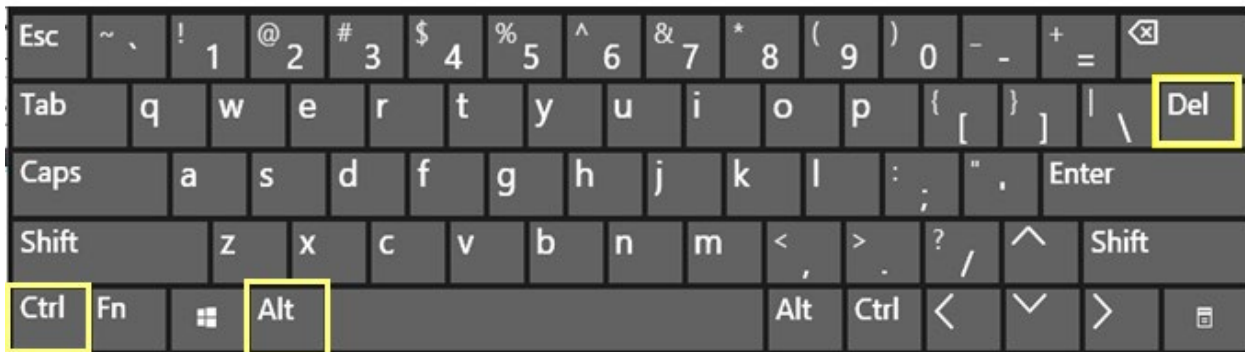 Esc ~ ` ! 1 @ 2 # 3 $ 4 % 5 ^ 6 & 7 * 8 ( 9 ) 0 _ - + =
Tab q w e r t y u i o p { [ } ] | \ Del
Caps a s d f g h j k l : ; " ' Enter
Shift z x c v b n m < , > . ? / Shift
Ctrl Fn Alt Alt Ctrl